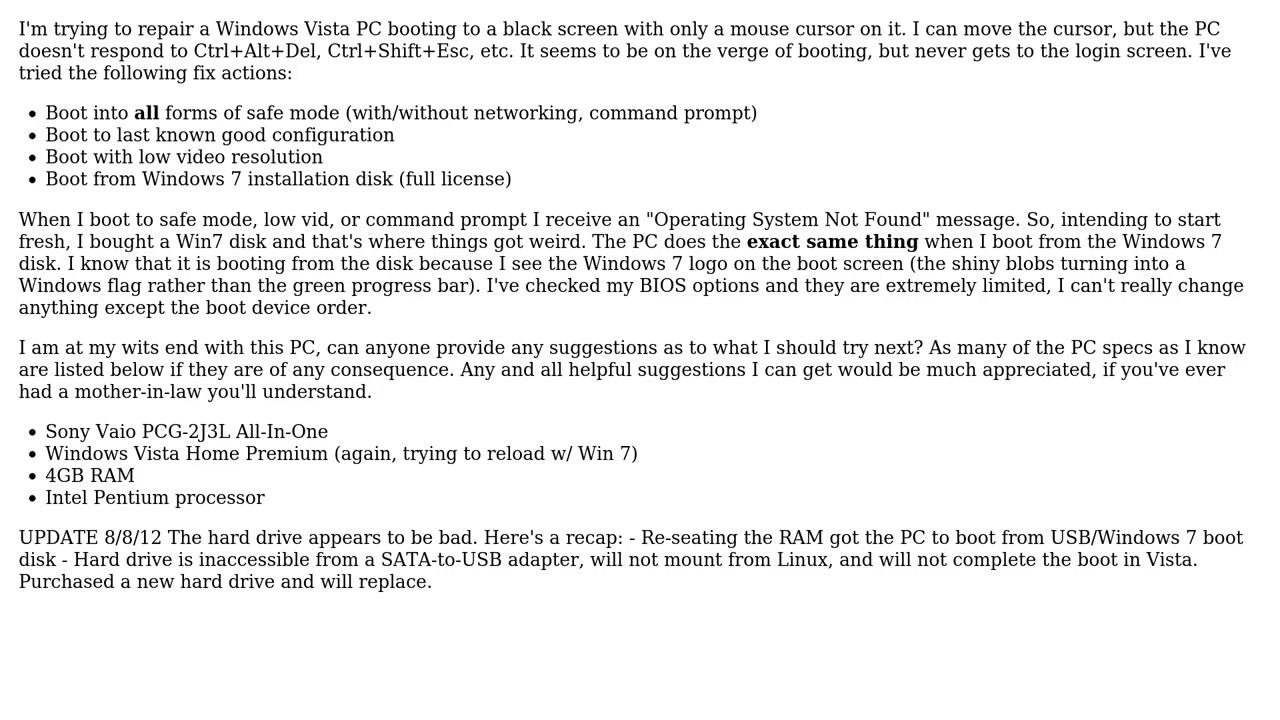 I'm trying to repair a Windows Vista PC booting to a black screen with only a mouse cursor on it. I can move the cursor, but the PC
doesn't respond to Ctrl+Alt+Del, Ctrl+Shift+Esc, etc. It seems to be on the verge of booting, but never gets to the login screen. I've
tried the following fix actions:
• Boot into all forms of safe mode (with/without networking, command prompt)
• Boot to last known good configuration
• Boot with low video resolution
• Boot from Windows 7 installation disk (full license)
When I boot to safe mode, low vid, or command prompt I receive an "Operating System Not Found" message. So, intending to start
fresh, I bought a Win7 disk and that's where things got weird. The PC does the exact same thing when I boot from the Windows 7
disk. I know that it is booting from the disk because I see the Windows 7 logo on the boot screen (the shiny blobs turning into a
Windows flag rather than the green progress bar). I've checked my BIOS options and they are extremely limited, I can't really change
anything except the boot device order.
I am at my wits end with this PC, can anyone provide any suggestions as to what I should try next? As many of the PC specs as I know
are listed below if they are of any consequence. Any and all helpful suggestions I can get would be much appreciated, if you've ever
had a mother-in-law you'll understand.
• Sony Vaio PCG-2J3L All-In-One
• Windows Vista Home Premium (again, trying to reload w/ Win 7)
• 4GB RAM
• Intel Pentium processor
UPDATE 8/8/12 The hard drive appears to be bad. Here's a recap: - Re-seating the RAM got the PC to boot from USB/Windows 7 boot
disk - Hard drive is inaccessible from a SATA-to-USB adapter, will not mount from Linux, and will not complete the boot in Vista.
Purchased a new hard drive and will replace.